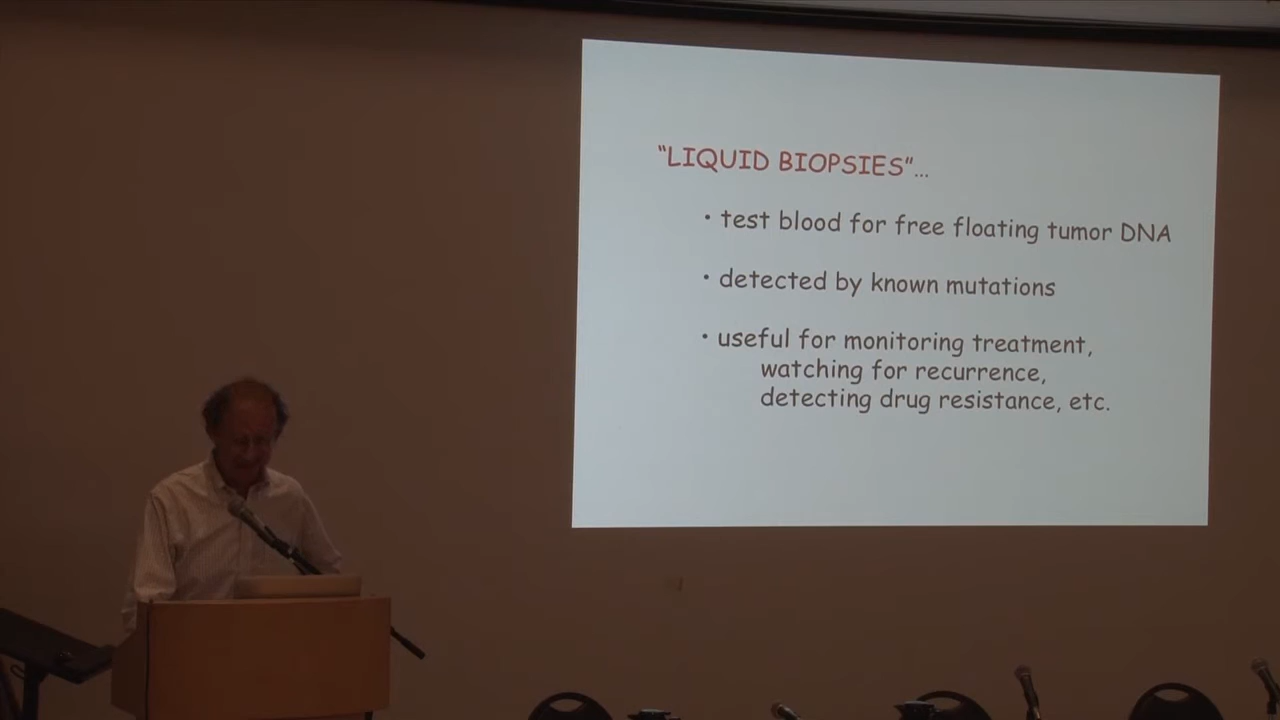 “LIQUID BIOPSIES”…
• test blood for free floating tumor DNA
• detected by known mutations
• useful for monitoring treatment,
watching for recurrence,
detecting drug resistance, etc.